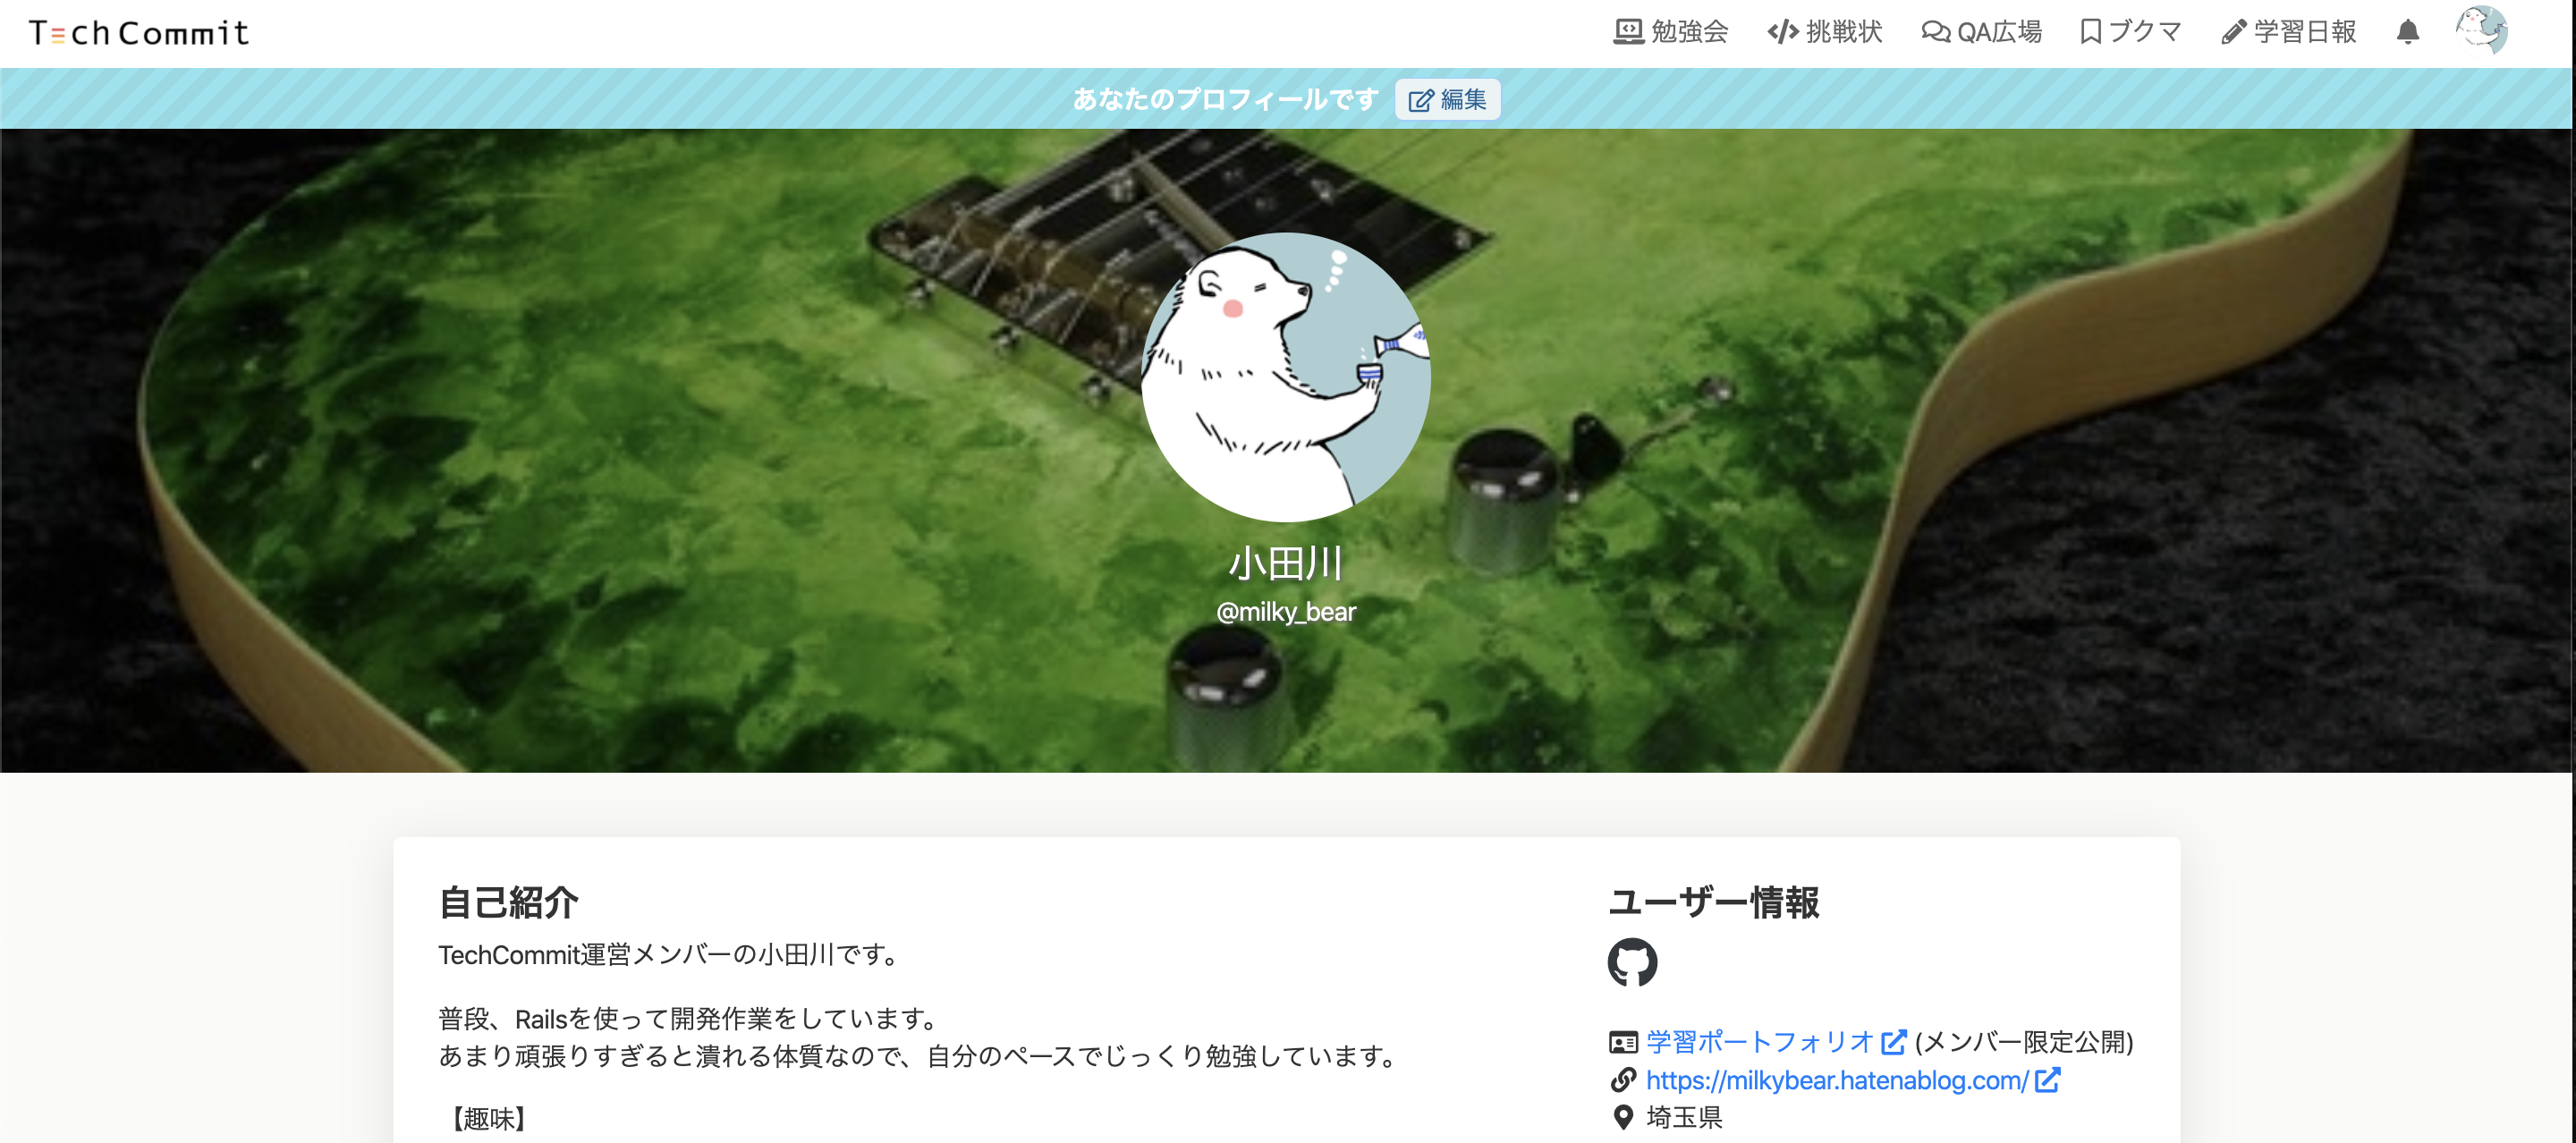 Tech Commit
勉強会 挑戦状 QA広場 ブクマ 学習日報
あなたのプロフィールです 編集
小田川
@milky_bear
自己紹介
TechCommit運営メンバーの小田川です。
普段、Railsを使って開発作業をしています。
あまり頑張りすぎると潰れる体質なので、自分のペースでじっくり勉強しています。
【趣味】
ユーザー情報
学習ポートフォリオ (メンバー限定公開)
https://milkybear.hatenablog.com/
埼玉県